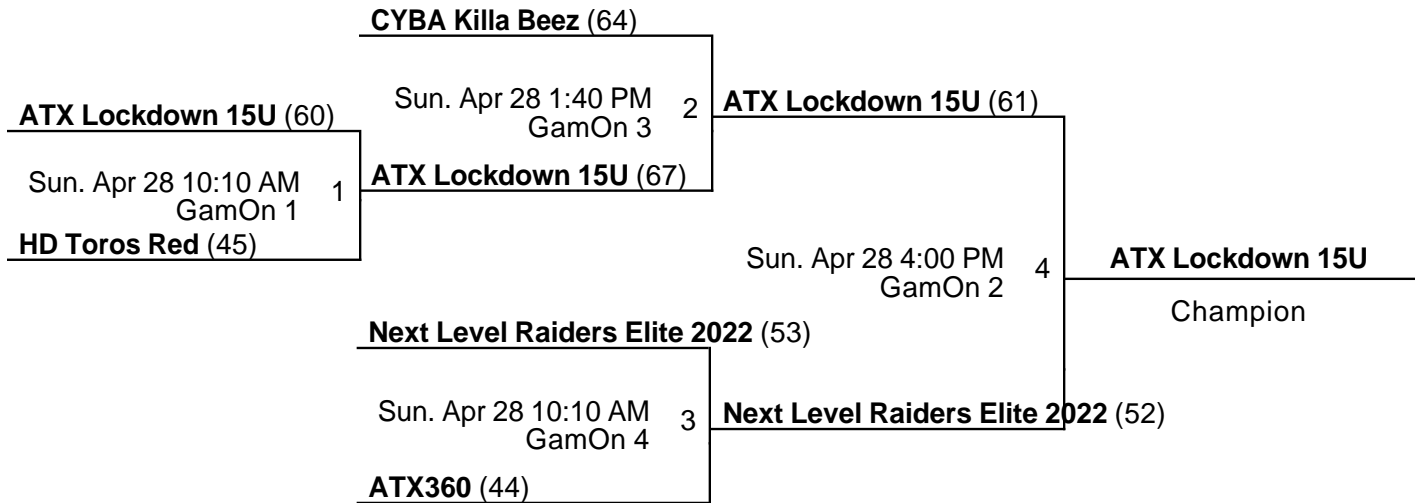 CYBA Killa Beez (64)
Sun. Apr 28 1:40 PM
GamOn 3
2
ATX Lockdown 15U (61)
ATX Lockdown 15U (60)
Sun. Apr 28 10:10 AM
GamOn 1
1
ATX Lockdown 15U (67)
HD Toros Red (45)
Sun. Apr 28 4:00 PM
GamOn 2
4
ATX Lockdown 15U
Champion
Next Level Raiders Elite 2022 (53)
Sun. Apr 28 10:10 AM
GamOn 4
3
Next Level Raiders Elite 2022 (52)
ATX360 (44)